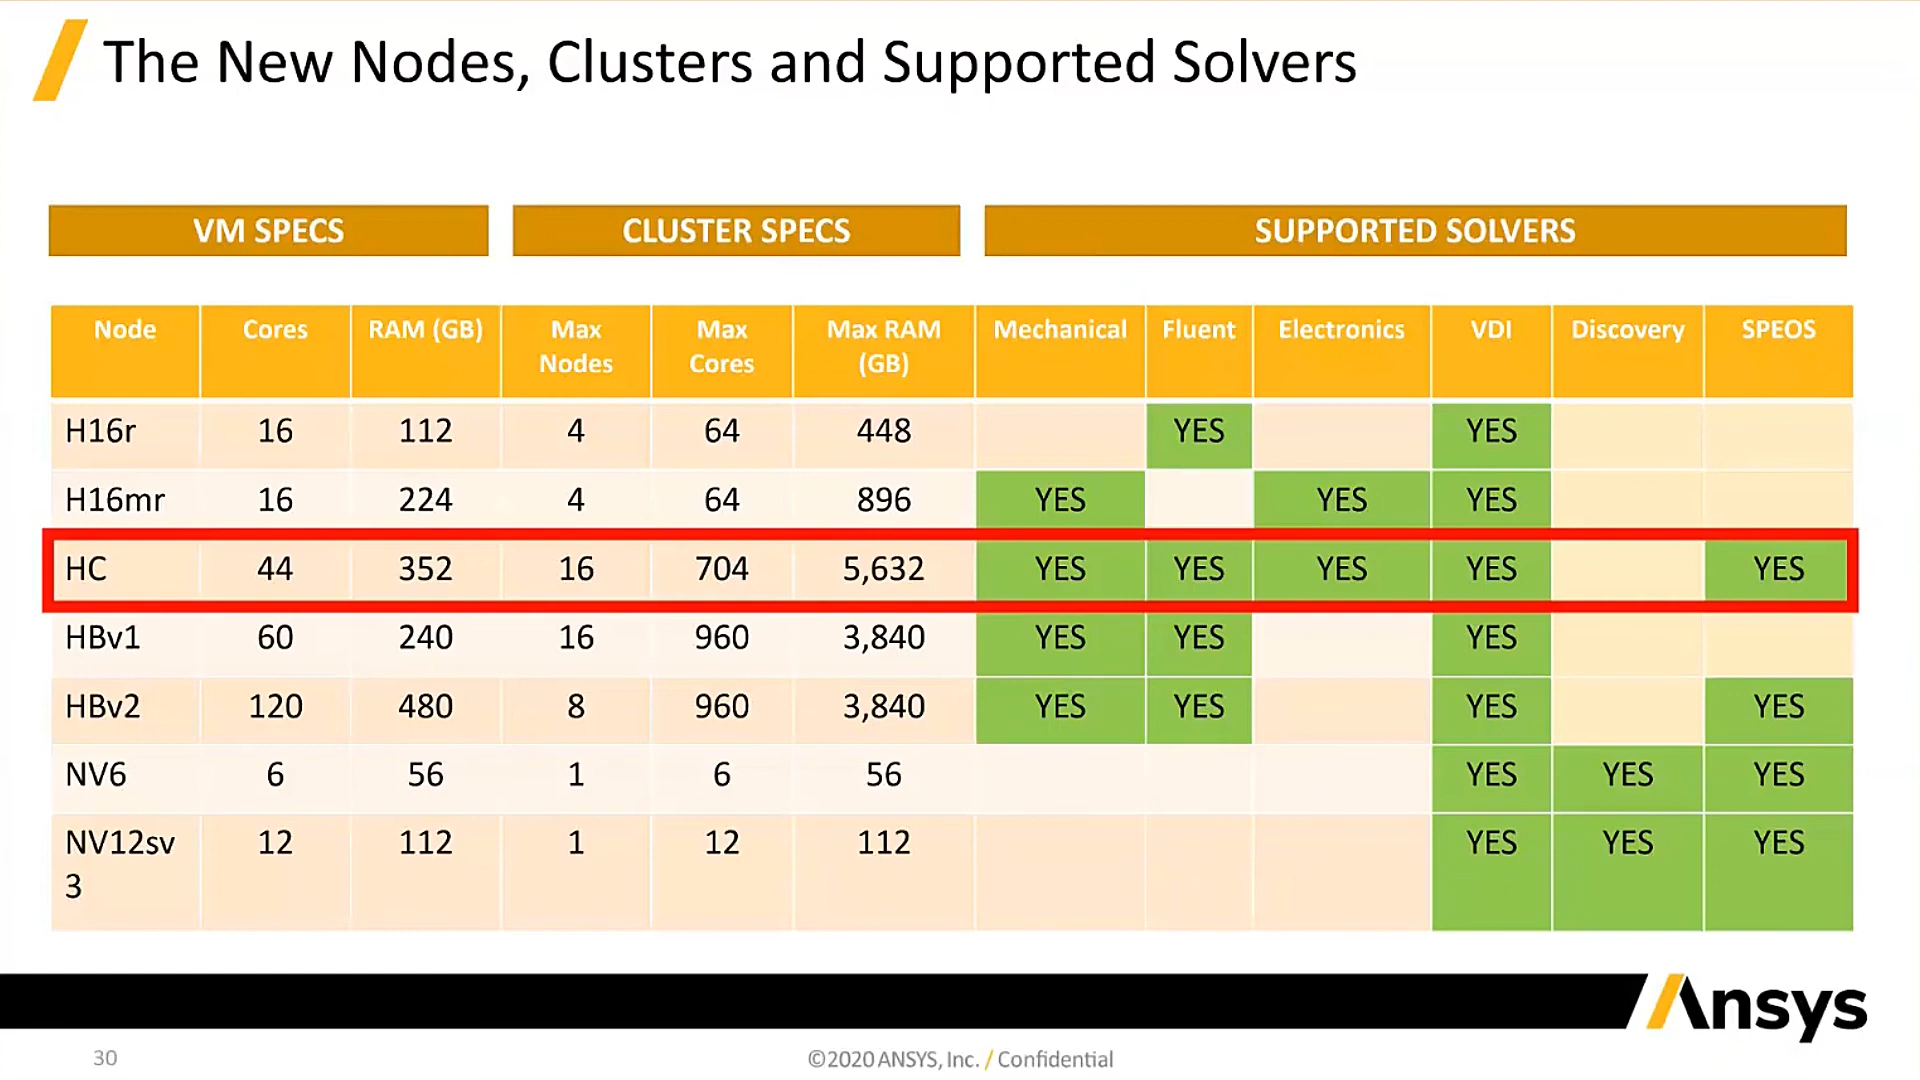 The New Nodes, Clusters and Supported Solvers
VM SPECS CLUSTER SPECS SUPPORTED SOLVERS
Node Cores RAM (GB) Max Nodes Max Cores Max RAM (GB) Mechanical Fluent Electronics VDI Discovery SPEOS
H16r 16 112 4 64 448 YES YES
H16mr 16 224 4 64 896 YES YES YES
HC 44 352 16 704 5,632 YES YES YES YES YES
HBv1 60 240 16 960 3,840 YES YES YES
HBv2 120 480 8 960 3,840 YES YES YES YES
NV6 6 56 1 6 56 YES YES YES
NV12sv3 12 112 1 12 112 YES YES YES
Ansys
30 ©2020 ANSYS, Inc. / Confidential